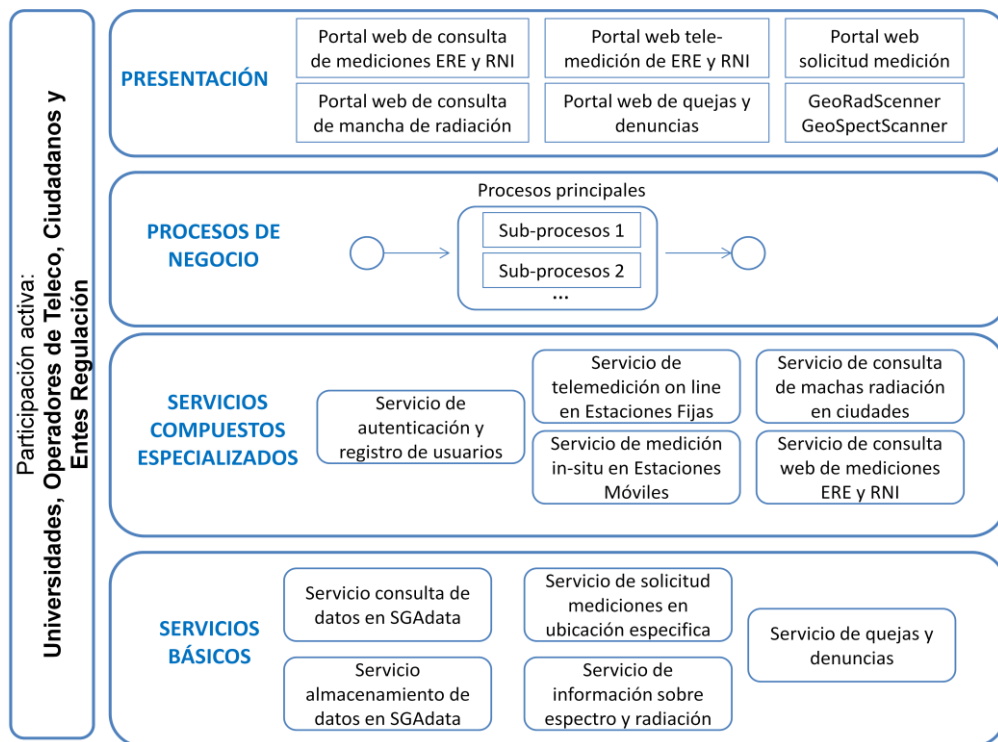 Participación activa:
Universidades, Operadores de Teleco, Ciudadanos y
Entes Regulación
PRESENTACIÓN
Portal web de consulta
de mediciones ERE y RNI
Portal web tele-
medición de ERE y RNI
Portal web
solicitud medición
Portal web de consulta
de mancha de radiación
Portal web de quejas y
denuncias
GeoRadScenner
GeoSpectScanner
PROCESOS DE
NEGOCIO
Procesos principales
Sub-procesos 1
Sub-procesos 2
...
SERVICIOS
COMPUESTOS
ESPECIALIZADOS
Servicio de
autenticación y
registro de usuarios
Servicio de
telemedición on line
en Estaciones Fijas
Servicio de consulta
de machas radiación
en ciudades
Servicio de medición
in-situ en Estaciones
Móviles
Servicio de consulta
web de mediciones
ERE y RNI
SERVICIOS
BÁSICOS
Servicio consulta de
datos en SGAdata
Servicio de solicitud
mediciones en
ubicación especifica
Servicio de quejas y
denuncias
Servicio
almacenamiento de
datos en SGAdata
Servicio de
información sobre
espectro y radiación